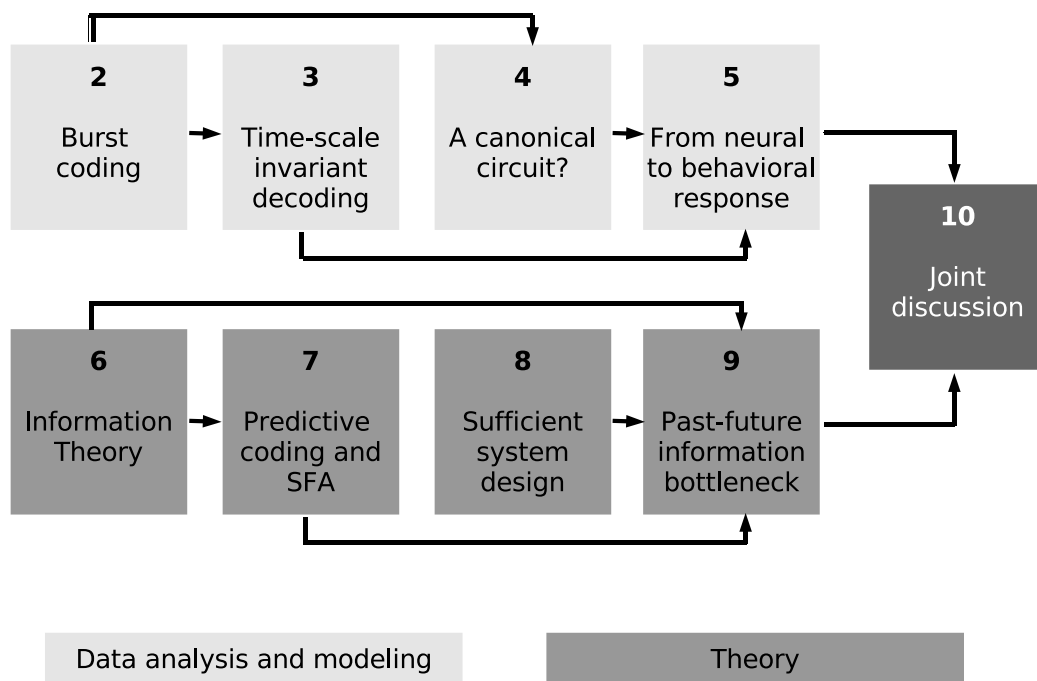 2
Burst
coding
3
Time-scale
invariant
decoding
4
A canonical
circuit?
5
From neural
to behavioral
response
10
Joint
discussion
6
Information
Theory
7
Predictive
coding and
SFA
8
Sufficient
system
design
9
Past-future
information
bottleneck
Data analysis and modeling
Theory